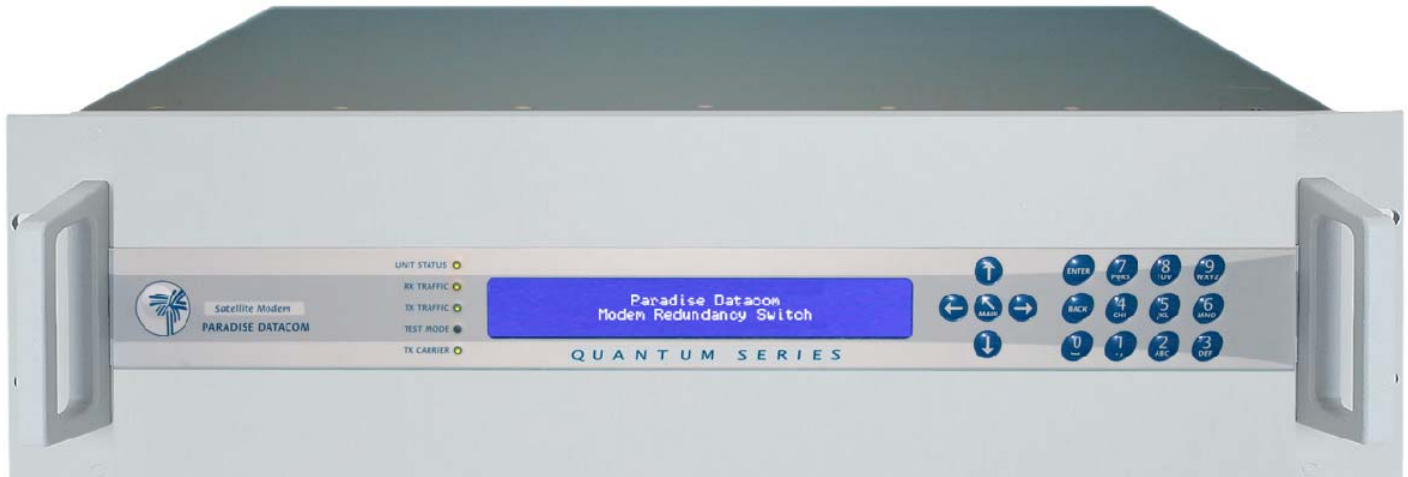 UNIT STATUS
RX TRAFFIC
TX TRAFFIC
TEST MODE
TX CARRIER
Satellite Modem
PARADISE DATACOM
Paradise Datacom
Modem Redundancy Switch
QUANTUM SERIES
MAIN
ENTER
7
PQRS
8
TUV
9
WXYZ
BACK
4
GHI
5
JKL
6
MNO
0
1
.,
2
ABC
3
DEF